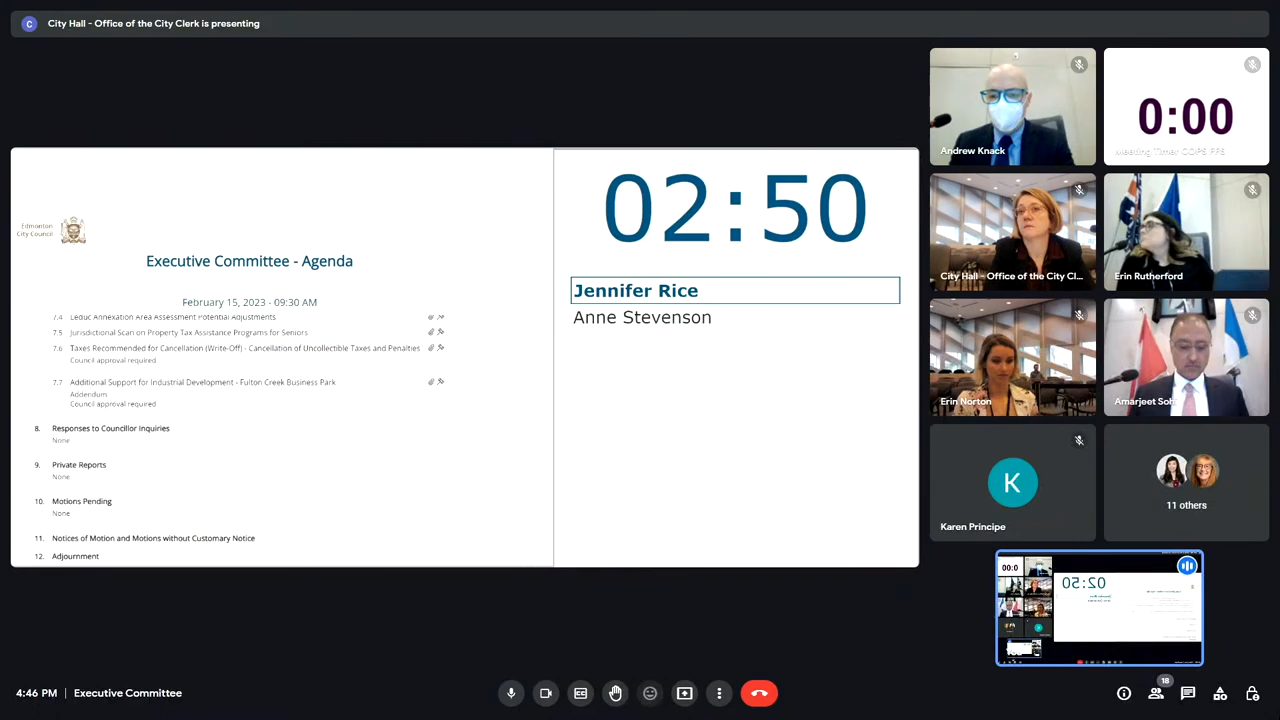 C
City Hall - Office of the City Clerk is presenting
Edmonton
City Council
Executive Committee - Agenda
February 15, 2023 - 09:30 AM
7.4 Leduc Annexation Area Assessment Potential Adjustments
7.5 Jurisdictional Scan on Property Tax Assistance Programs for Seniors
7.6 Taxes Recommended for Cancellation (Write-Off) - Cancellation of Uncollectible Taxes and Penalties
Council approval required
7.7 Additional Support for Industrial Development - Fulton Creek Business Park
Addendum
Council approval required
8. Responses to Councillor Inquiries
None
9. Private Reports
None
10. Motions Pending
None
11. Notices of Motion and Motions without Customary Notice
12. Adjournment
02:50
Jennifer Rice
Anne Stevenson
Andrew Knack
0:00
Meeting Timer
City Hall - Office of the City Cl...
Erin Rutherford
Erin Norton
Amarjeet Soh
K
Karen Principe
11 others
00:0
02:50
4:46 PM | Executive Committee
18